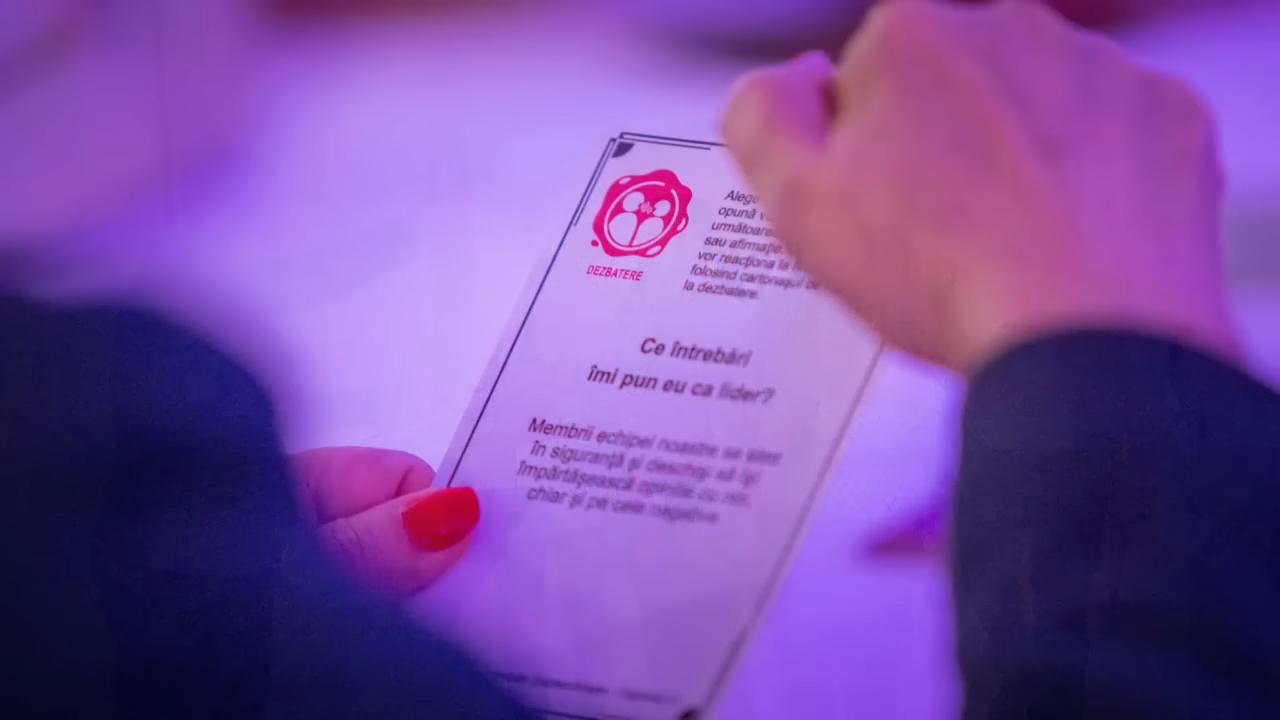 DEZBATERE
Alege
opună
următoare
sau afirmație
vor reacționa la
folosind cartonașul de
la dezbatere.
Ce întrebări
îmi pun eu ca lider?
Membrii echipei noastre se simt
în siguranță și deschiși să își
împărtășească opiniile cu noi,
chiar și pe cele negative.